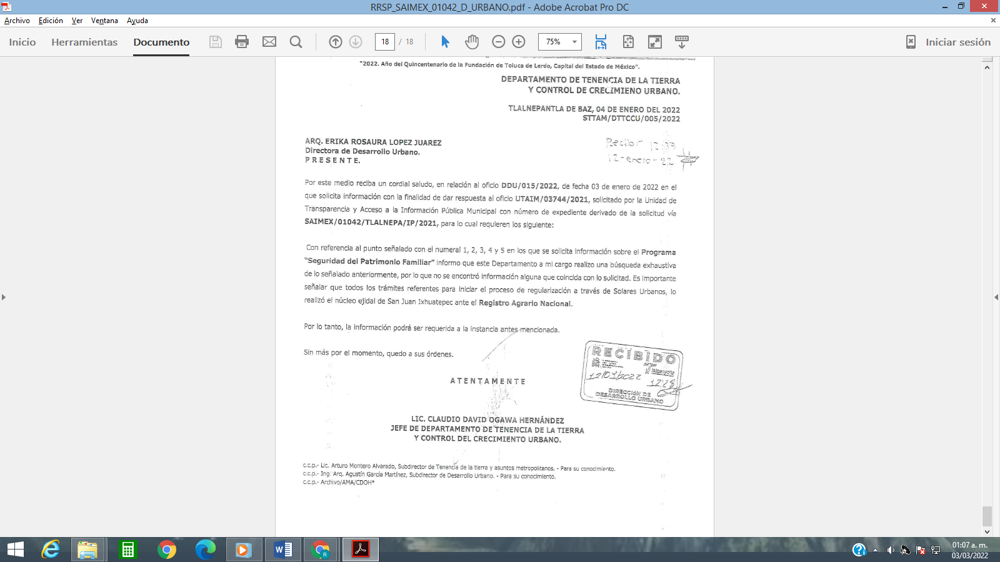 RRSP_SAIMEX_01042_D_URBANO.pdf - Adobe Acrobat Pro DC
Archivo Edición Ver Ventana Ayuda
Inicio Herramientas Documento 18 / 18 75% Iniciar sesión
"2022. Año del Quincentenario de la Fundación de Toluca de Lerdo, Capital del Estado de México".
DEPARTAMENTO DE TENENCIA DE LA TIERRA
Y CONTROL DE CRECIMIENO URBANO.
TLALNEPANTLA DE BAZ, 04 DE ENERO DEL 2022
STTAM/DTTCCU/005/2022
ARQ. ERIKA ROSAURA LOPEZ JUAREZ
Directora de Desarrollo Urbano.
P R E S E N T E.
Recibí
12-enero-22
Por este medio reciba un cordial saludo, en relación al oficio DDU/015/2022, de fecha 03 de enero de 2022 en el
que solicita información con la finalidad de dar respuesta al oficio UTAIM/03744/2021, solicitado por la Unidad de
Transparencia y Acceso a la Información Pública Municipal con número de expediente derivado de la solicitud vía
SAIMEX/01042/TLALNEPA/IP/2021, para lo cual requieren los siguiente:
Con referencia al punto señalado con el numeral 1, 2, 3, 4 y 5 en los que se solicita información sobre el Programa
"Seguridad del Patrimonio Familiar" informo que este Departamento a mi cargo realizo una búsqueda exhaustiva
de lo señalado anteriormente, por lo que no se encontró información alguna que coincida con lo solicitad. Es importante
señalar que todos los trámites referentes para iniciar el proceso de regularización a través de Solares Urbanos, lo
realizó el núcleo ejidal de San Juan Ixhuatepec ante el Registro Agrario Nacional.
Por lo tanto, la información podrá ser requerida a la instancia antes mencionada.
Sin más por el momento, quedo a sus órdenes.
RECIBIDO
12/01/2022
12:28
DIRECCIÓN DE
DESARROLLO URBANO
A T E N T A M E N T E
LIC. CLAUDIO DAVID OGAWA HERNÁNDEZ
JEFE DE DEPARTAMENTO DE TENENCIA DE LA TIERRA
Y CONTROL DEL CRECIMIENTO URBANO.
c.c.p.- Lic. Arturo Montero Alvarado, Subdirector de Tenencia de la tierra y asuntos metropolitanos. - Para su conocimiento.
c.c.p.- Ing. Arq. Agustín García Martínez, Subdirector de Desarrollo Urbano. - Para su conocimiento.
c.c.p.- Archivo/AMA/CDOH*
01:07 a. m.
03/03/2022